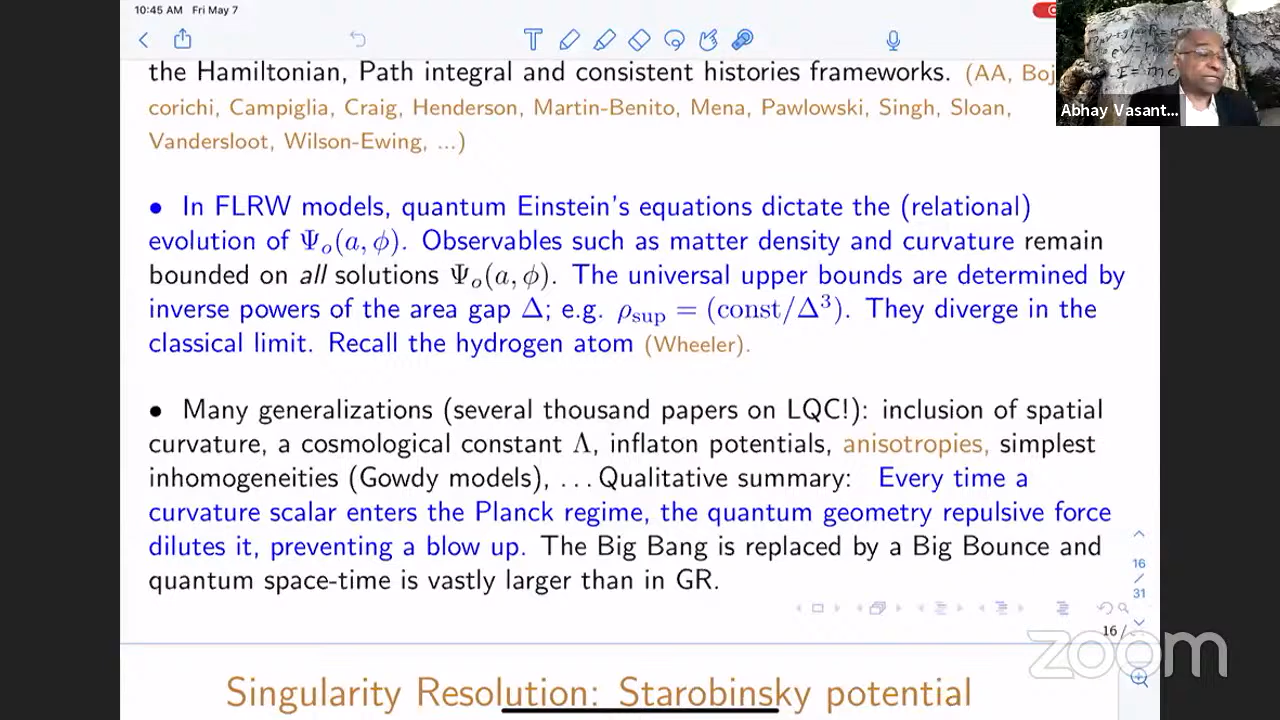 10:45 AM Fri May 7
the Hamiltonian, Path integral and consistent histories frameworks. (AA, Boj
corichi, Campiglia, Craig, Henderson, Martin-Benito, Mena, Pawlowski, Singh, Sloan,
Vandersloot, Wilson-Ewing, ...)
Abhay Vasant...
• In FLRW models, quantum Einstein's equations dictate the (relational)
evolution of Ψₒ(a, ϕ). Observables such as matter density and curvature remain
bounded on all solutions Ψₒ(a, ϕ). The universal upper bounds are determined by
inverse powers of the area gap Δ; e.g. ρ_sup = (const/Δ³). They diverge in the
classical limit. Recall the hydrogen atom (Wheeler).
• Many generalizations (several thousand papers on LQC!): inclusion of spatial
curvature, a cosmological constant Λ, inflaton potentials, anisotropies, simplest
inhomogeneities (Gowdy models), ... Qualitative summary: Every time a
curvature scalar enters the Planck regime, the quantum geometry repulsive force
dilutes it, preventing a blow up. The Big Bang is replaced by a Big Bounce and
quantum space-time is vastly larger than in GR.
16
/
31
16 /
zoom
Singularity Resolution: Starobinsky potential